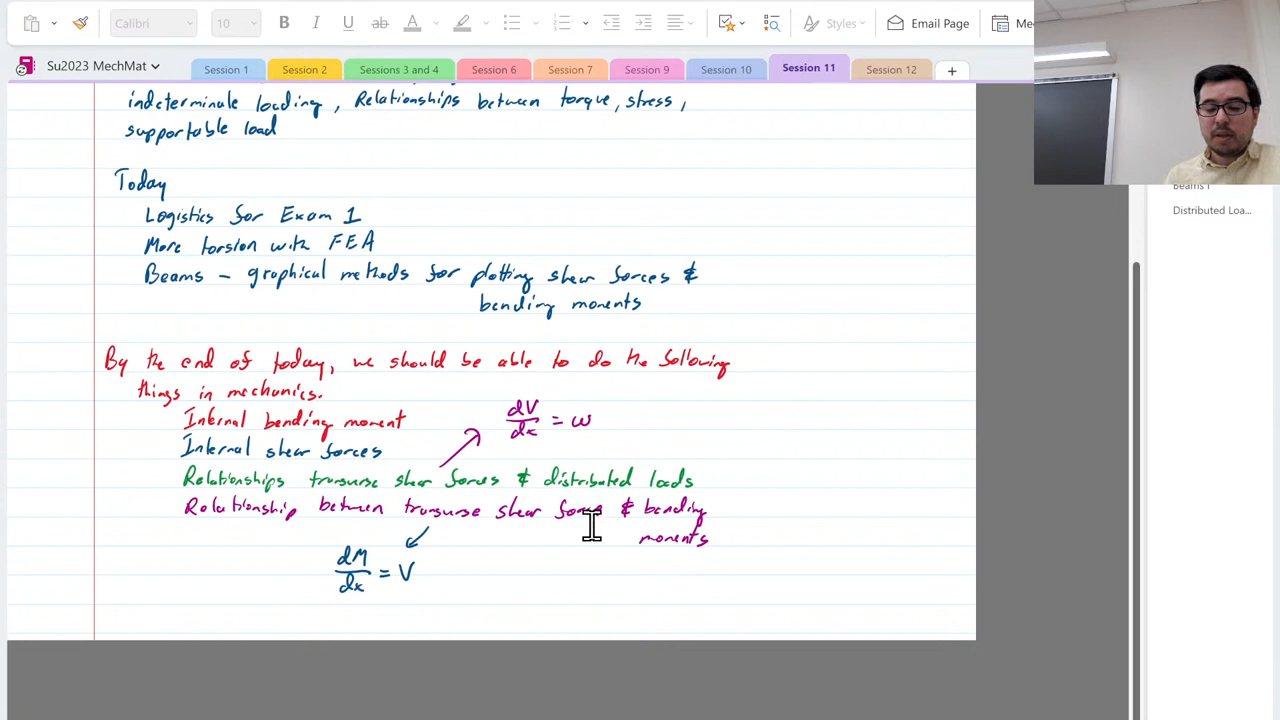 Calibri
10
B I U ab A
Styles
Email Page
Su2023 MechMat
Session 1
Session 2
Sessions 3 and 4
Session 6
Session 7
Session 9
Session 10
Session 11
Session 12
indeterminate loading, Relationships between torque, stress,
supportable load
Today
Logistics for Exam 1
More torsion with FEA
Beams - graphical methods for plotting shear forces &
bending moments
By the end of today, we should be able to do the following
things in mechanics.
Internal bending moment
dV/dx = w
Internal shear forces
Relationships transverse shear forces & distributed loads
Relationship between transverse shear forces & bending
moments
dM/dx = V
Beams I
Distributed Loa...